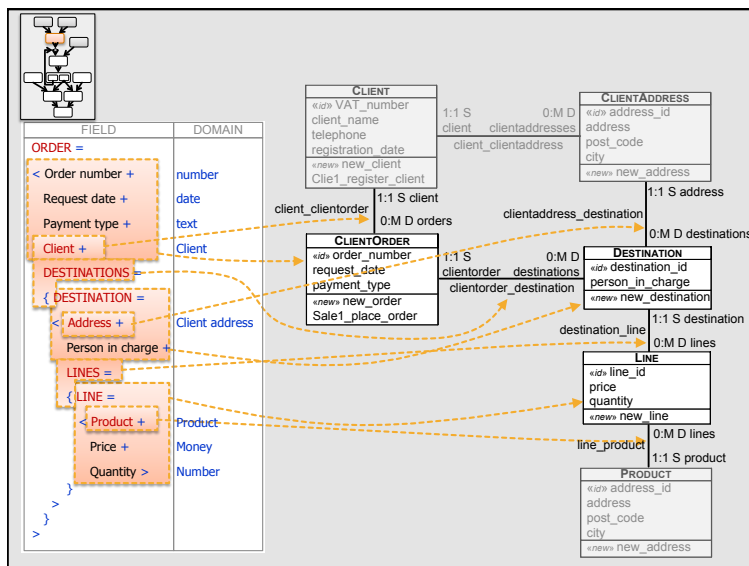 FIELD DOMAIN
ORDER =
< Order number + number
Request date + date
Payment type + text
Client + Client
DESTINATIONS =
{ DESTINATION =
< Address + Client address
Person in charge +
LINES =
{ LINE =
< Product + Product
Price + Money
Quantity > Number
}
>
}
>
CLIENT
«id» VAT_number
client_name
telephone
registration_date
«new» new_client
Clie1_register_client
1:1 S 0:M D
client clientaddresses
client_clientaddress
CLIENTADDRESS
«id» address_id
address
post_code
city
«new» new_address
1:1 S client
client_clientorder
0:M D orders
1:1 S address
clientaddress_destination
0:M D destinations
CLIENTORDER
«id» order_number
request_date
payment_type
«new» new_order
Sale1_place_order
1:1 S 0:M D
clientorder destinations
clientorder_destination
DESTINATION
«id» destination_id
person_in_charge
«new» new_destination
1:1 S destination
destination_line
0:M D lines
LINE
«id» line_id
price
quantity
«new» new_line
0:M D lines
line_product
1:1 S product
PRODUCT
«id» address_id
address
post_code
city
«new» new_address